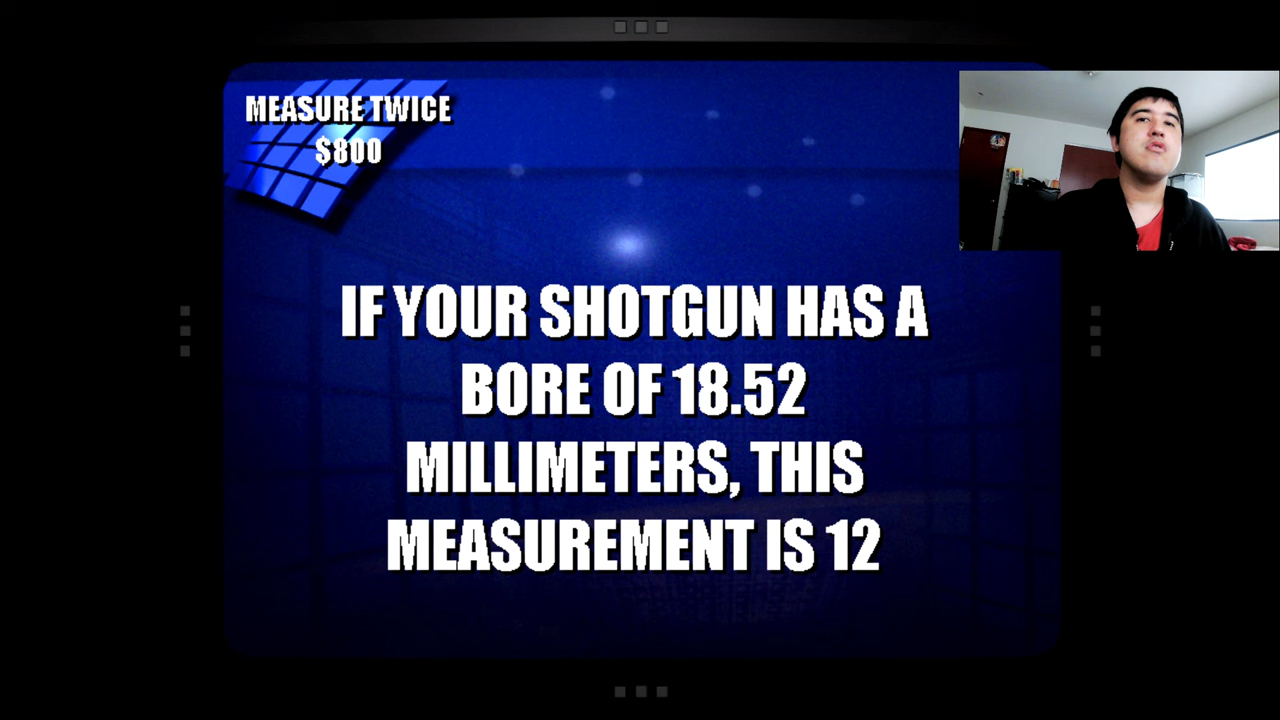 MEASURE TWICE
$800
IF YOUR SHOTGUN HAS A
BORE OF 18.52
MILLIMETERS, THIS
MEASUREMENT IS 12